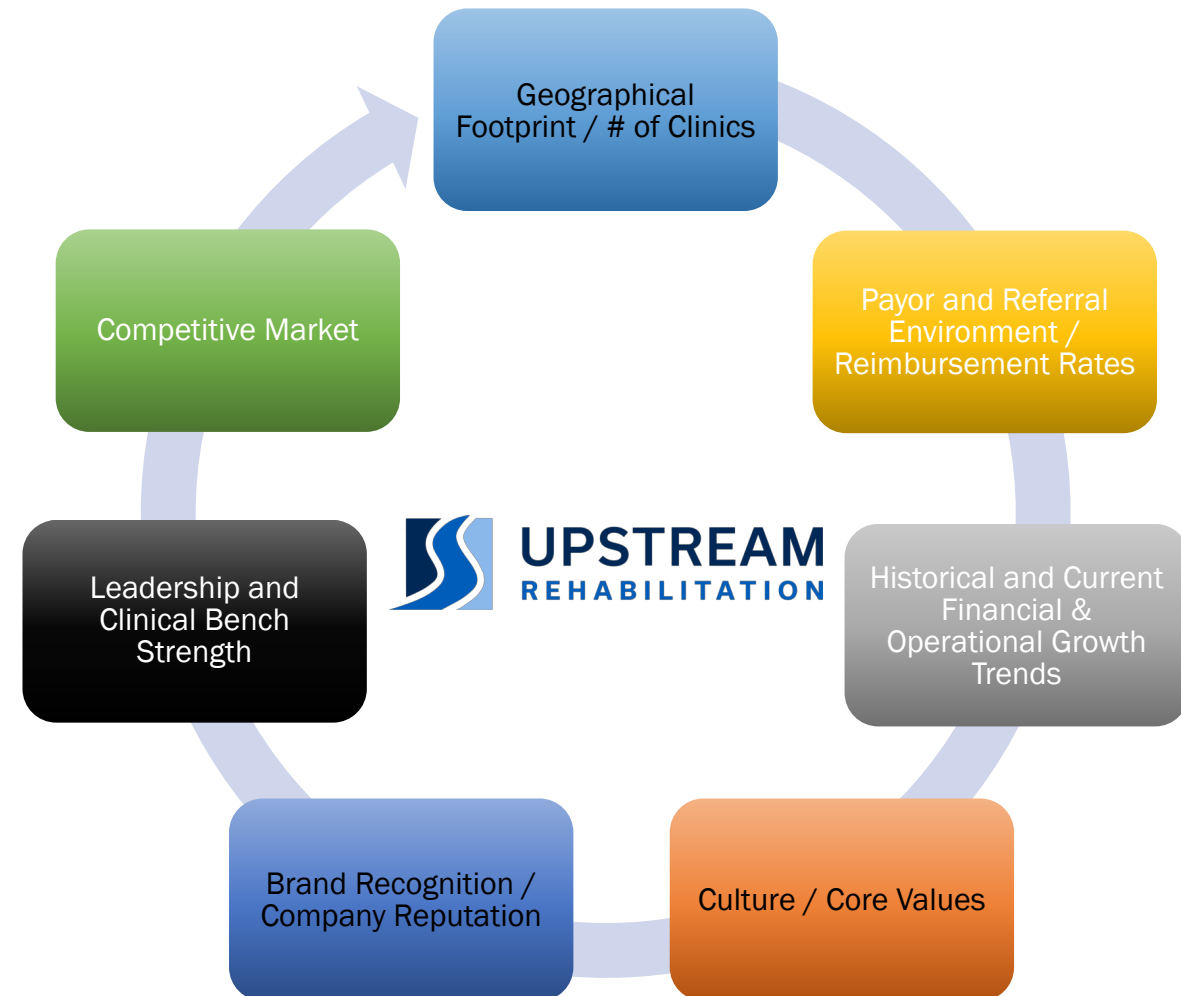 Geographical
Footprint / # of Clinics
Payor and Referral
Environment /
Reimbursement Rates
Historical and Current
Financial &
Operational Growth
Trends
Culture / Core Values
Brand Recognition /
Company Reputation
Leadership and
Clinical Bench
Strength
Competitive Market
UPSTREAM
REHABILITATION